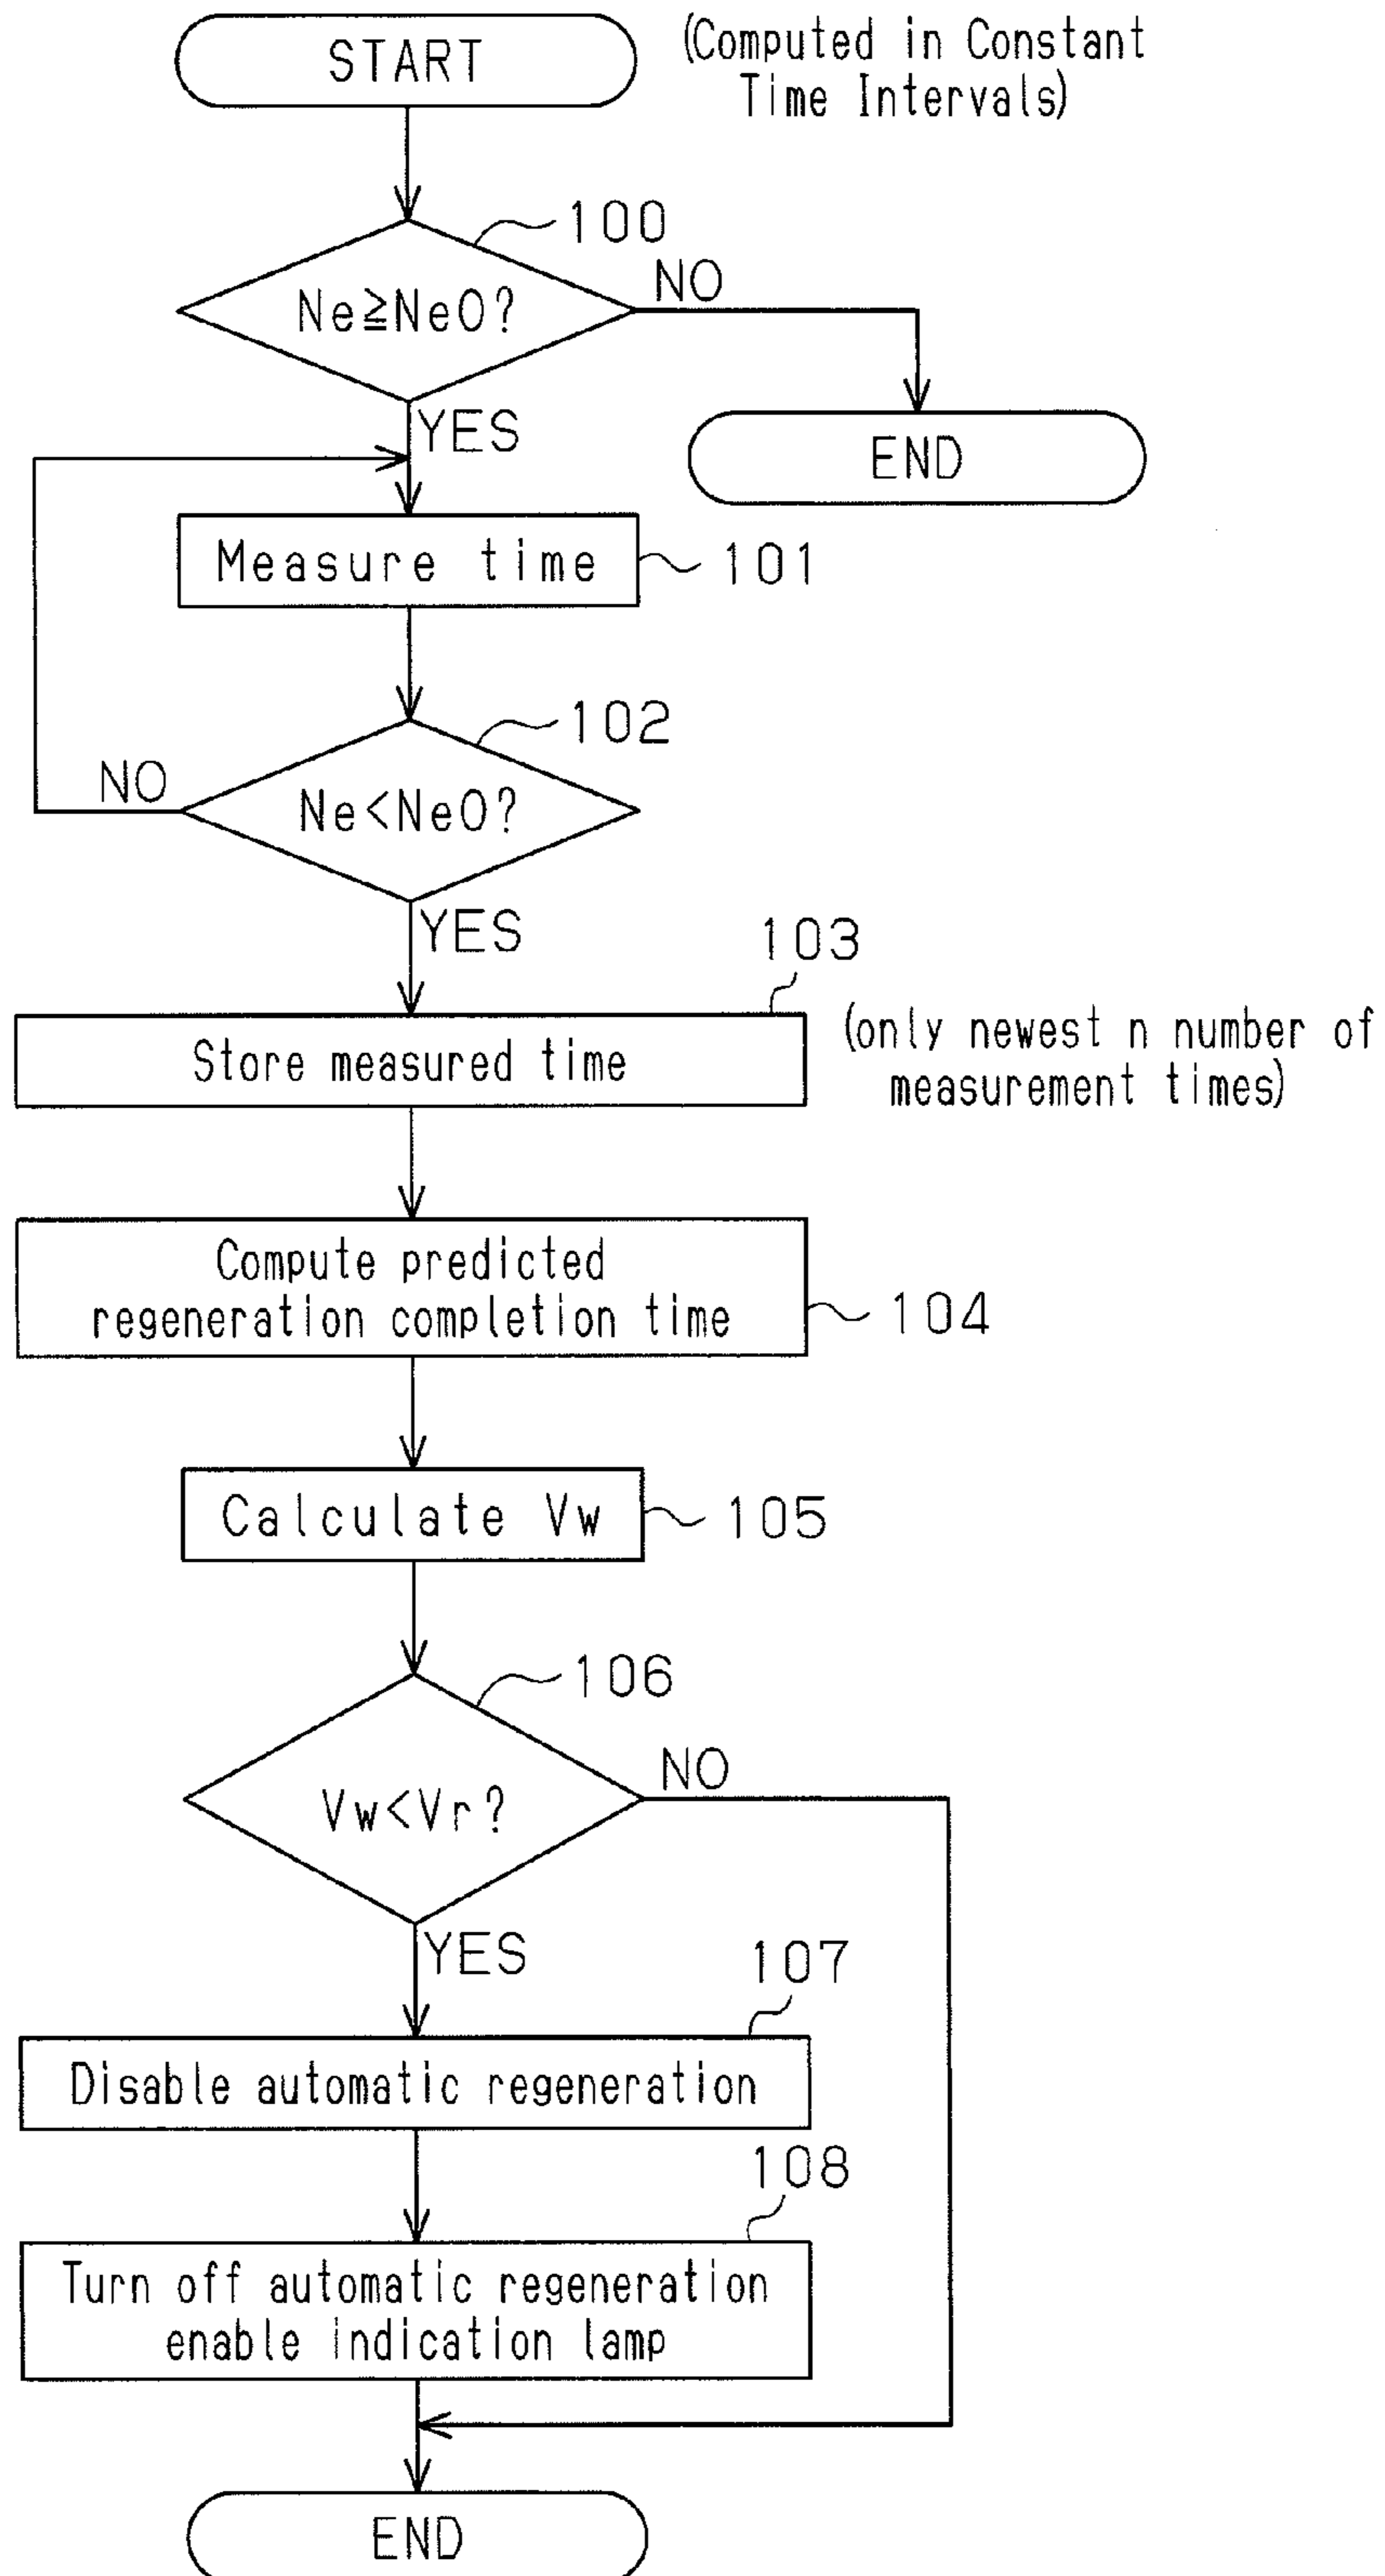 START
(Computed in Constant
Time Intervals)
100
Ne≧Ne0?
NO
YES
END
Measure time
101
102
NO
Ne<Ne0?
YES
103
Store measured time
(only newest n number of
measurement times)
Compute predicted
regeneration completion time
104
Calculate Vw
105
106
NO
Vw<Vr?
YES
107
Disable automatic regeneration
108
Turn off automatic regeneration
enable indication lamp
END